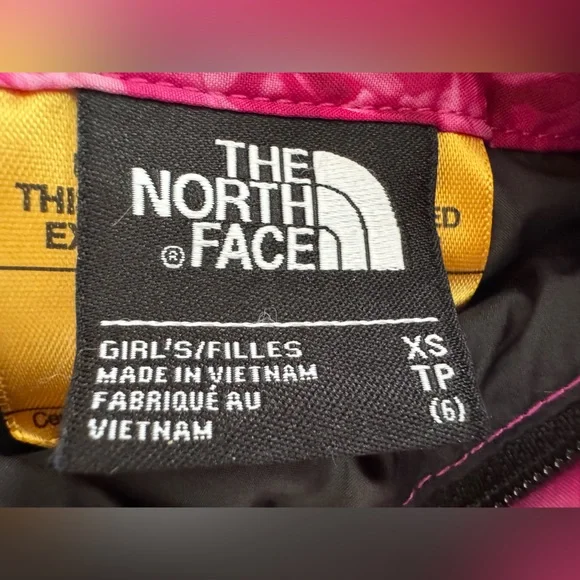 THE
NORTH
® FACE
GIRL'S/FILLES XS
MADE IN VIETNAM TP
FABRIQUÉ AU (6)
VIETNAM